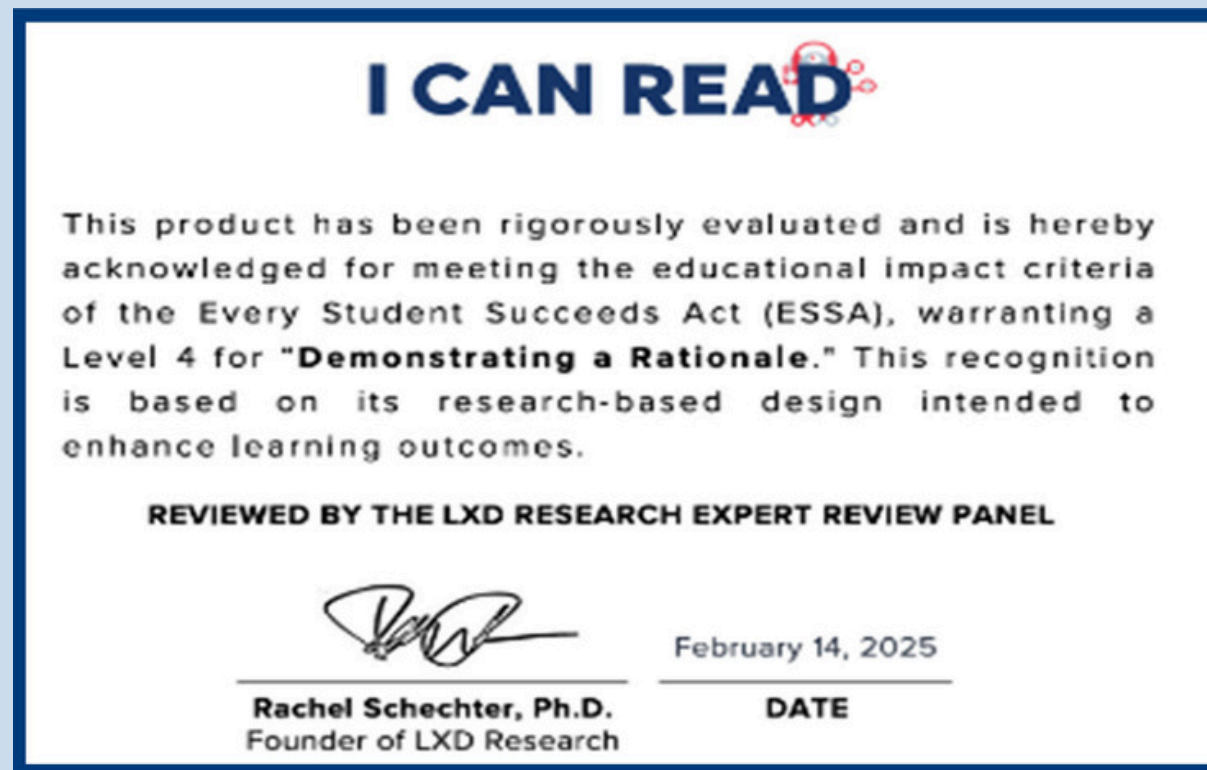 I CAN READ
This product has been rigorously evaluated and is hereby
acknowledged for meeting the educational impact criteria
of the Every Student Succeeds Act (ESSA), warranting a
Level 4 for "Demonstrating a Rationale." This recognition
is based on its research-based design intended to
enhance learning outcomes.
REVIEWED BY THE LXD RESEARCH EXPERT REVIEW PANEL
February 14, 2025
Rachel Schechter, Ph.D.
DATE
Founder of LXD Research